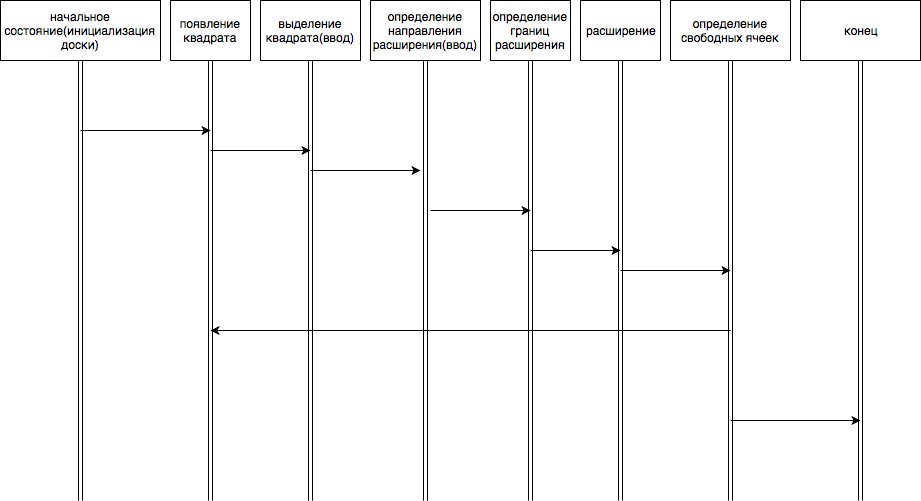 начальное
состояние(инициализация
доски)
появление
квадрата
выделение
квадрата(ввод)
определение
направления
расширения(ввод)
определение
границ
расширения
расширение
определение
свободных ячеек
конец